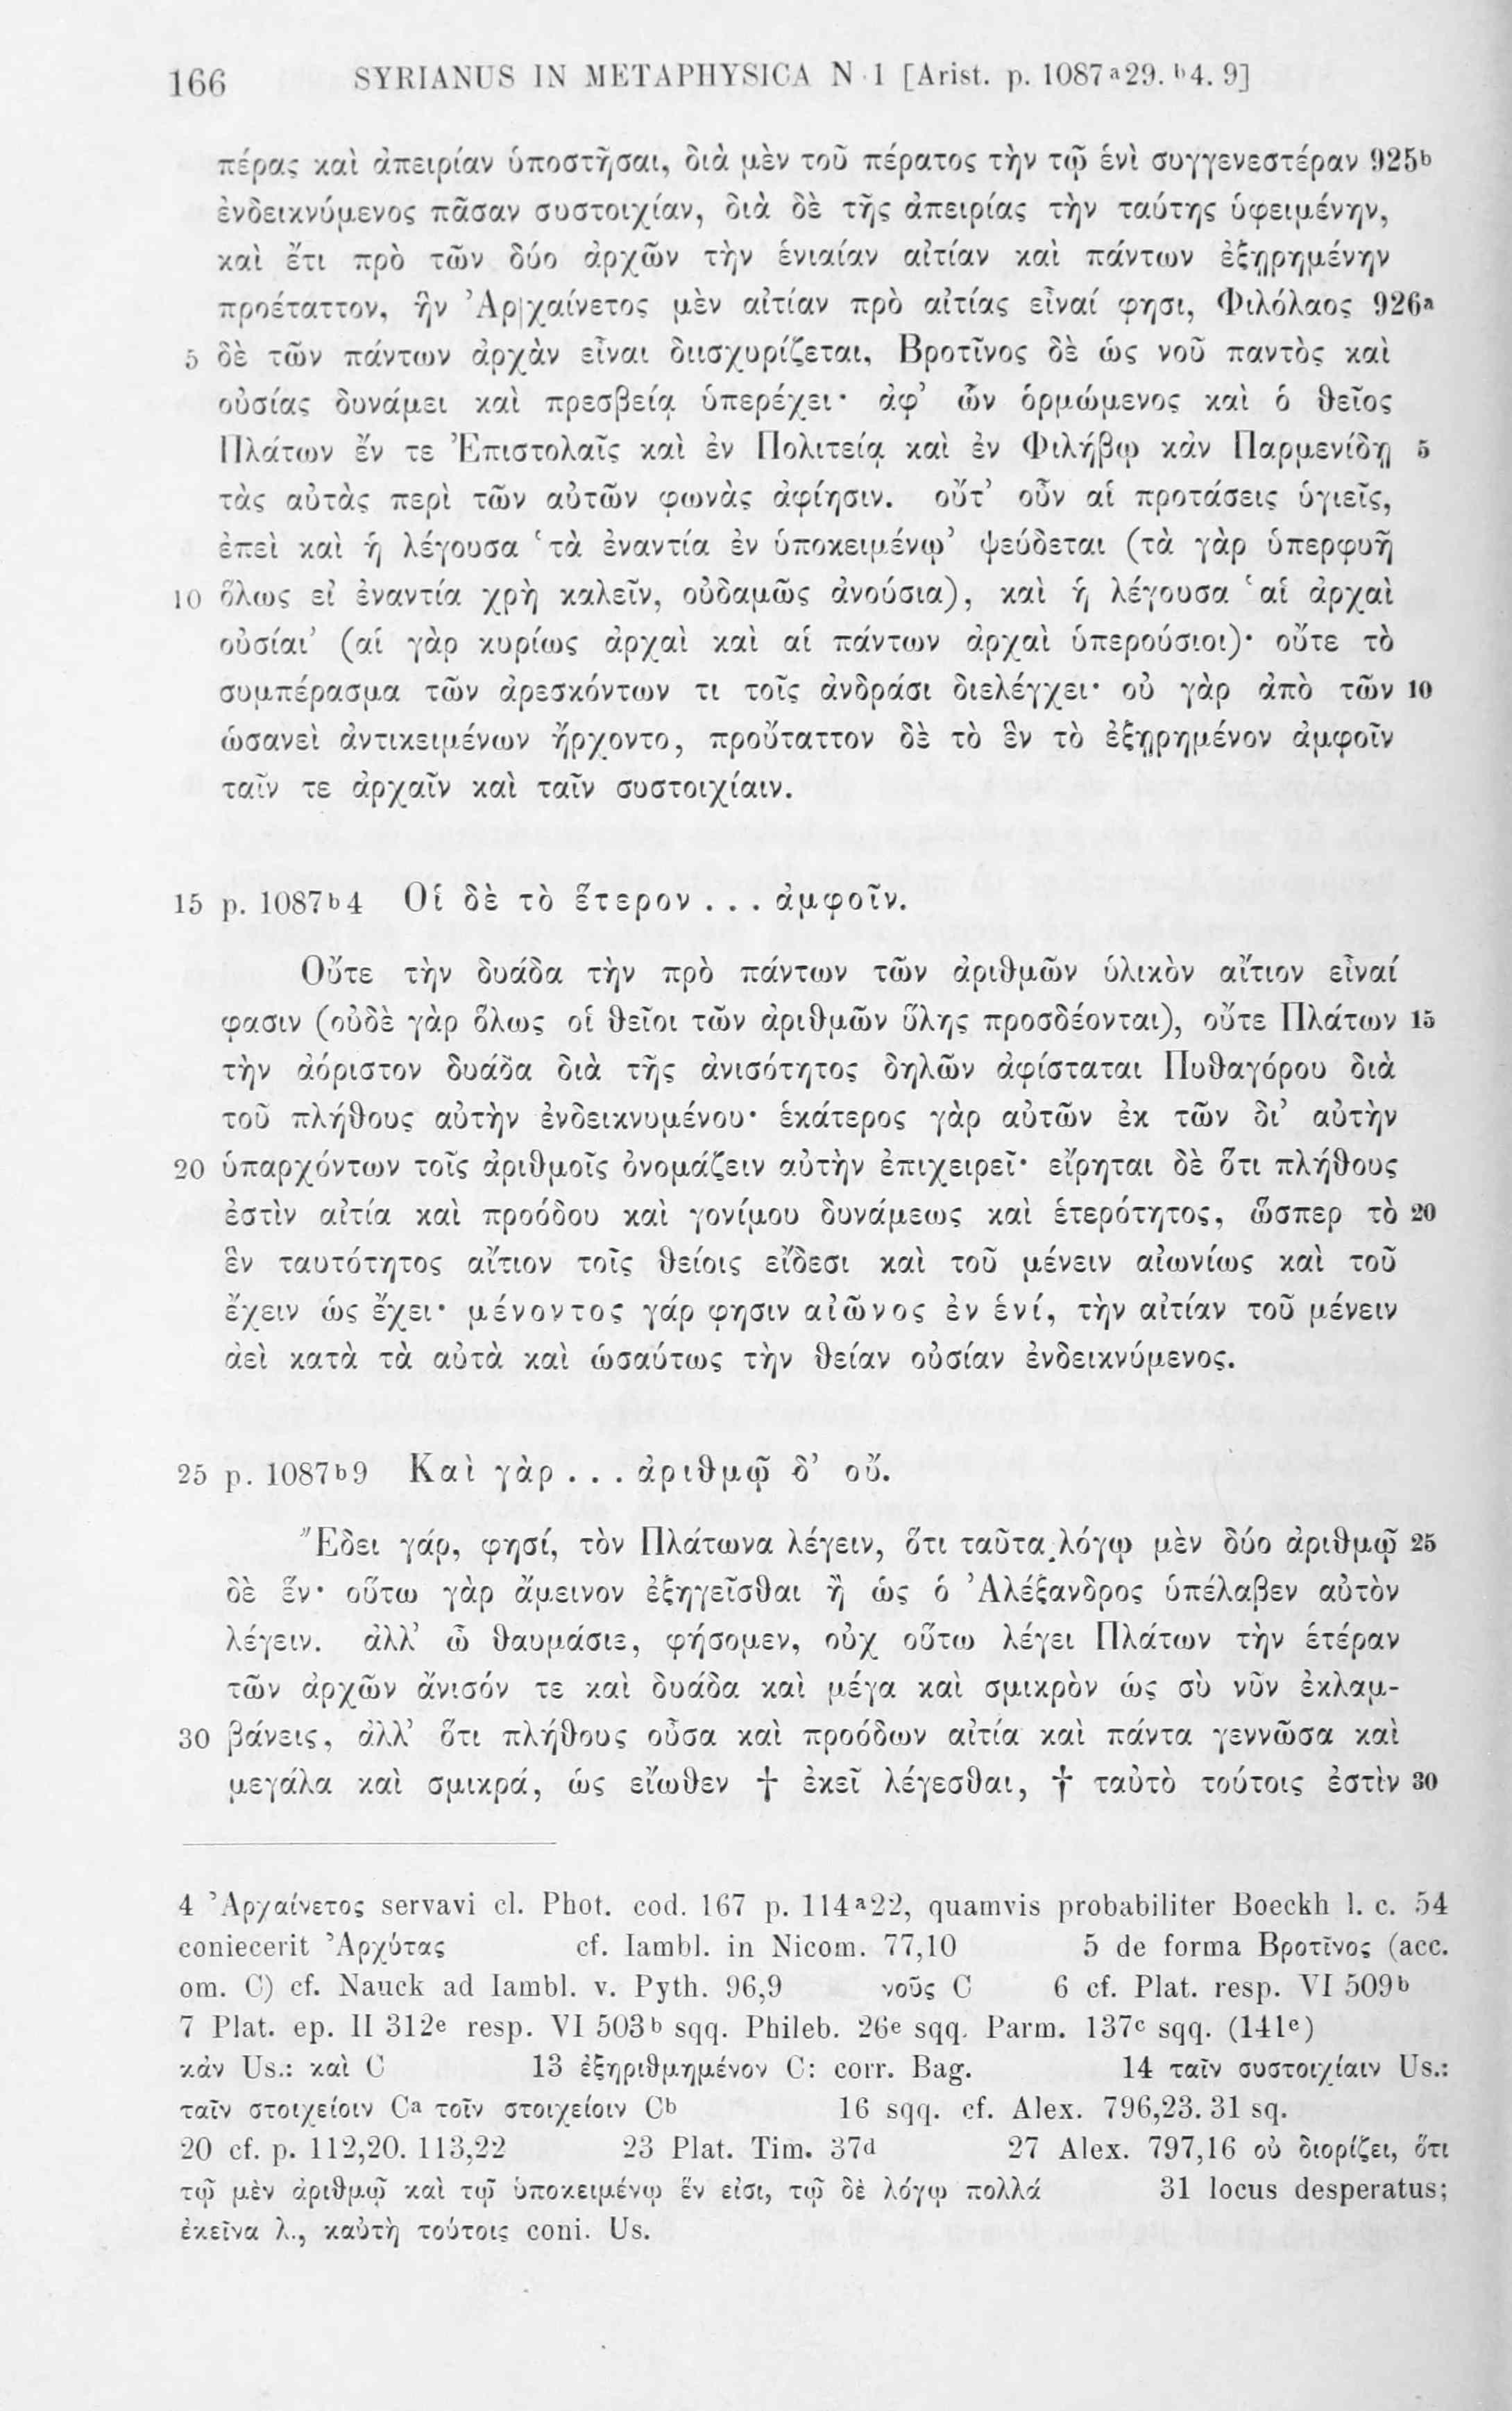 166 SYRIANUS IN METAPHYSICA N 1 [Arist. p. 1087ᵃ29. ᵇ4. 9]
πέρας καὶ ἀπειρίαν ὑποστῆσαι, διὰ μὲν τοῦ πέρατος τὴν τῷ ἑνὶ συγγενεστέραν 925ᵇ
ἐνδεικνύμενος πᾶσαν συστοιχίαν, διὰ δὲ τῆς ἀπειρίας τὴν ταύτης ὑφειμένην,
καὶ ἔτι πρὸ τῶν δύο ἀρχῶν τὴν ἑνιαίαν αἰτίαν καὶ πάντων ἐξῃρημένην
προέταττον, ἣν Ἀρ|χαίνετος μὲν αἰτίαν πρὸ αἰτίας εἶναί φησι, Φιλόλαος 926ᵃ
5 δὲ τῶν πάντων ἀρχὰν εἶναι διισχυρίζεται, Βροτῖνος δὲ ὡς νοῦ παντὸς καὶ
οὐσίας δυνάμει καὶ πρεσβείᾳ ὑπερέχει· ἀφ’ ὧν ὁρμώμενος καὶ ὁ θεῖος
Πλάτων ἔν τε Ἐπιστολαῖς καὶ ἐν Πολιτείᾳ καὶ ἐν Φιλήβῳ κἀν Παρμενίδῃ 5
τὰς αὐτὰς περὶ τῶν αὐτῶν φωνὰς ἀφίησιν. οὔτ’ οὖν αἱ προτάσεις ὑγιεῖς,
ἐπεὶ καὶ ἡ λέγουσα ‘τὰ ἐναντία ἐν ὑποκειμένῳ’ ψεύδεται (τὰ γὰρ ὑπερφυῆ
10 ὅλως εἰ ἐναντία χρὴ καλεῖν, οὐδαμῶς ἀνούσια), καὶ ἡ λέγουσα ‘αἱ ἀρχαὶ
οὐσίαι’ (αἱ γὰρ κυρίως ἀρχαὶ καὶ αἱ πάντων ἀρχαὶ ὑπερούσιοι)· οὔτε τὸ
συμπέρασμα τῶν ἀρεσκόντων τι τοῖς ἀνδράσι διελέγχει· οὐ γὰρ ἀπὸ τῶν 10
ὡσανεὶ ἀντικειμένων ἤρχοντο, προὔταττον δὲ τὸ ἓν τὸ ἐξῃρημένον ἀμφοῖν
ταῖν τε ἀρχαῖν καὶ ταῖν συστοιχίαιν.
15 p. 1087ᵇ4 Οἱ δὲ τὸ ἕτερον . . . ἀμφοῖν.
Οὔτε τὴν δυάδα τὴν πρὸ πάντων τῶν ἀριθμῶν ὑλικὸν αἴτιον εἶναί
φασιν (οὐδὲ γὰρ ὅλως οἱ θεῖοι τῶν ἀριθμῶν ὕλης προσδέονται), οὔτε Πλάτων 15
τὴν ἀόριστον δυάδα διὰ τῆς ἀνισότητος δηλῶν ἀφίσταται Πυθαγόρου διὰ
τοῦ πλήθους αὐτὴν ἐνδεικνυμένου· ἑκάτερος γὰρ αὐτῶν ἐκ τῶν δι’ αὐτὴν
20 ὑπαρχόντων τοῖς ἀριθμοῖς ὀνομάζειν αὐτὴν ἐπιχειρεῖ· εἴρηται δὲ ὅτι πλήθους
ἐστὶν αἰτία καὶ προόδου καὶ γονίμου δυνάμεως καὶ ἑτερότητος, ὥσπερ τὸ 20
ἓν ταυτότητος αἴτιον τοῖς θείοις εἴδεσι καὶ τοῦ μένειν αἰωνίως καὶ τοῦ
ἔχειν ὡς ἔχει· μένοντος γάρ φησιν αἰῶνος ἐν ἑνί, τὴν αἰτίαν τοῦ μένειν
ἀεὶ κατὰ τὰ αὐτὰ καὶ ὡσαύτως τὴν θείαν οὐσίαν ἐνδεικνύμενος.
25 p. 1087ᵇ9 Καὶ γὰρ . . . ἀριθμῷ δ’ οὔ.
Ἔδει γάρ, φησί, τὸν Πλάτωνα λέγειν, ὅτι ταῦτα λόγῳ μὲν δύο ἀριθμῷ 25
δὲ ἕν· οὕτω γὰρ ἄμεινον ἐξηγεῖσθαι ἢ ὡς ὁ Ἀλέξανδρος ὑπέλαβεν αὐτὸν
λέγειν. ἀλλ’ ὦ θαυμάσιε, φήσομεν, οὐχ οὕτω λέγει Πλάτων τὴν ἑτέραν
τῶν ἀρχῶν ἄνισόν τε καὶ δυάδα καὶ μέγα καὶ σμικρὸν ὡς σὺ νῦν ἐκλαμ-
30 βάνεις, ἀλλ’ ὅτι πλήθους οὖσα καὶ προόδων αἰτία καὶ πάντα γεννῶσα καὶ
μεγάλα καὶ σμικρά, ὡς εἴωθεν † ἐκεῖ λέγεσθαι, † ταὐτὸ τούτοις ἐστὶν 30
4 Ἀρχαίνετος servavi cl. Phot. cod. 167 p. 114ᵃ22, quamvis probabiliter Boeckh l. c. 54
coniecerit Ἀρχύτας cf. Iambl. in Nicom. 77,10 5 de forma Βροτῖνος (acc.
om. C) cf. Nauck ad Iambl. v. Pyth. 96,9 νοῦς C 6 cf. Plat. resp. VI 509ᵇ
7 Plat. ep. II 312ᵉ resp. VI 503ᵇ sqq. Phileb. 26ᵉ sqq. Parm. 137ᶜ sqq. (141ᵉ)
κἀν Us.: καὶ C 13 ἐξηριθμημένον C: corr. Bag. 14 ταῖν συστοιχίαιν Us.:
ταῖν στοιχείοιν Cᵃ τοῖν στοιχείοιν Cᵇ 16 sqq. cf. Alex. 796,23. 31 sq.
20 cf. p. 112,20. 113,22 23 Plat. Tim. 37ᵈ 27 Alex. 797,16 οὐ διορίζει, ὅτι
τῷ μὲν ἀριθμῷ καὶ τῷ ὑποκειμένῳ ἕν εἰσι, τῷ δὲ λόγῳ πολλά 31 locus desperatus;
ἐκεῖνα λ., καὐτὴ τούτοις coni. Us.